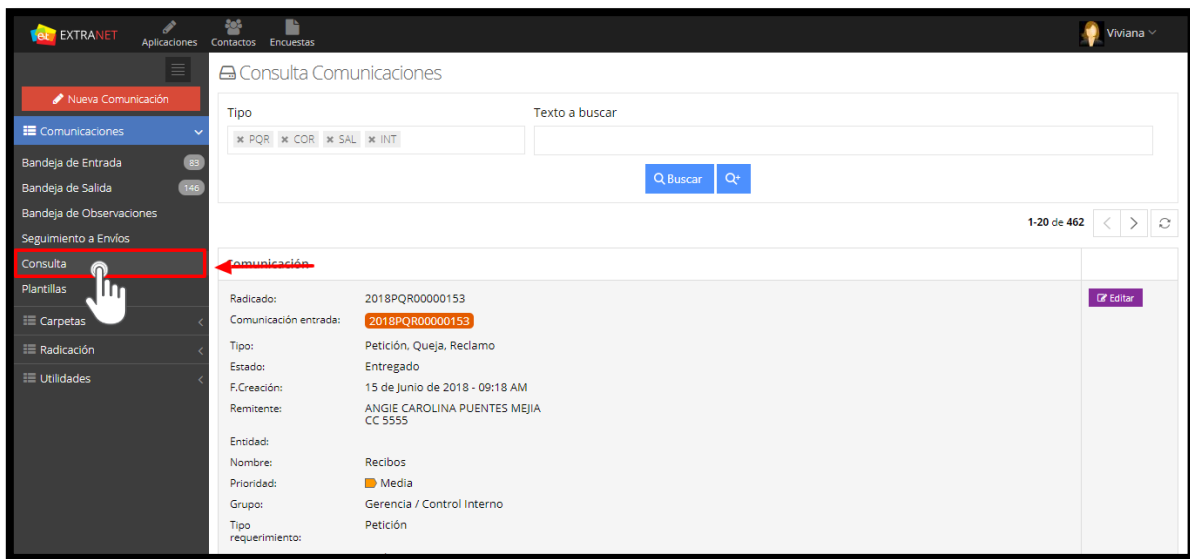 et EXTRANET
Aplicaciones Contactos Encuestas
Viviana
Nueva Comunicación
Comunicaciones
Bandeja de Entrada 83
Bandeja de Salida 146
Bandeja de Observaciones
Seguimiento a Envíos
Consulta
Plantillas
Carpetas
Radicación
Utilidades
Consulta Comunicaciones
Tipo Texto a buscar
× PQR × COR × SAL × INT
Buscar
1-20 de 462
Comunicación
Radicado: 2018PQR00000153
Editar
Comunicación entrada: 2018PQR00000153
Tipo: Petición, Queja, Reclamo
Estado: Entregado
F.Creación: 15 de Junio de 2018 - 09:18 AM
Remitente: ANGIE CAROLINA PUENTES MEJIA
CC 5555
Entidad:
Nombre: Recibos
Prioridad: Media
Grupo: Gerencia / Control Interno
Tipo requerimiento: Petición